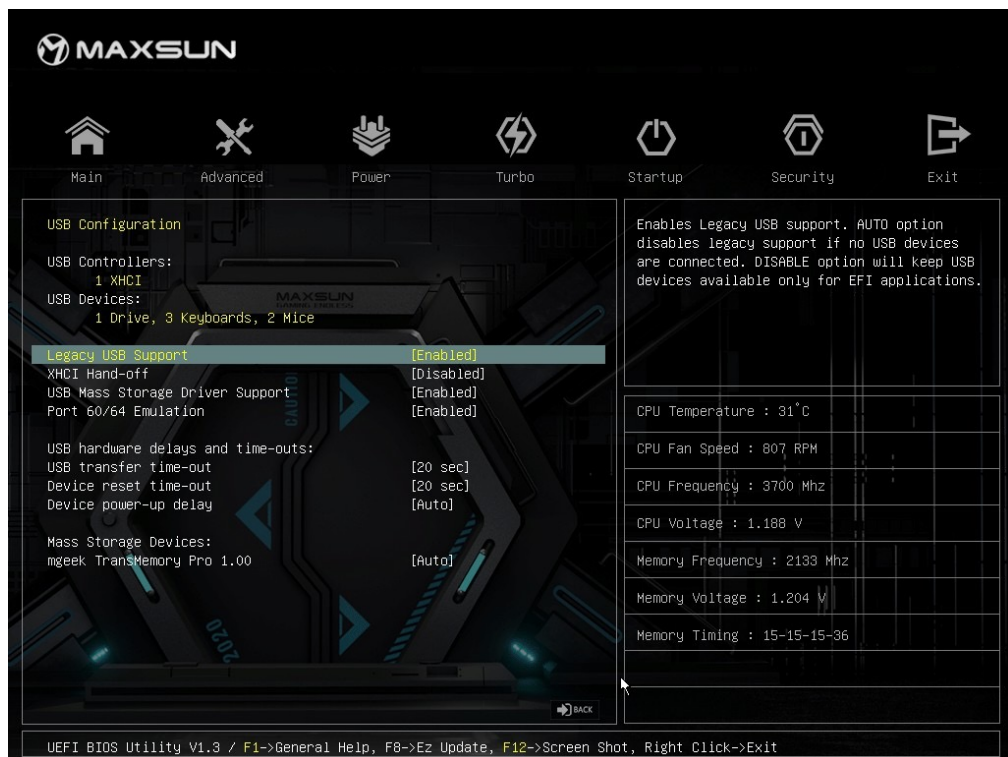 MAXSUN
Main Advanced Power Turbo Startup Security Exit
USB Configuration
USB Controllers:
1 XHCI
USB Devices:
1 Drive, 3 Keyboards, 2 Mice
Legacy USB Support [Enabled]
XHCI Hand-off [Disabled]
USB Mass Storage Driver Support [Enabled]
Port 60/64 Emulation [Enabled]
USB hardware delays and time-outs:
USB transfer time-out [20 sec]
Device reset time-out [20 sec]
Device power-up delay [Auto]
Mass Storage Devices:
mgeek TransMemory Pro 1.00 [Auto]
MAXSUN
CAUTIO
2020
BACK
Enables Legacy USB support. AUTO option
disables legacy support if no USB devices
are connected. DISABLE option will keep USB
devices available only for EFI applications.
CPU Temperature : 31°C
CPU Fan Speed : 807 RPM
CPU Frequency : 3700 Mhz
CPU Voltage : 1.188 V
Memory Frequency : 2133 Mhz
Memory Voltage : 1.204 V
Memory Timing : 15-15-15-36
UEFI BIOS Utility V1.3 / F1->General Help, F8->Ez Update, F12->Screen Shot, Right Click->Exit